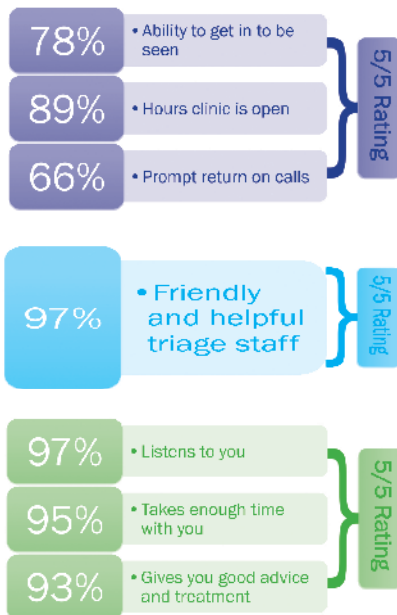 78%
• Ability to get in to be
seen
89%
• Hours clinic is open
66%
• Prompt return on calls
5/5 Rating
97%
• Friendly
and helpful
triage staff
5/5 Rating
97%
• Listens to you
95%
• Takes enough time
with you
93%
• Gives you good advice
and treatment
5/5 Rating